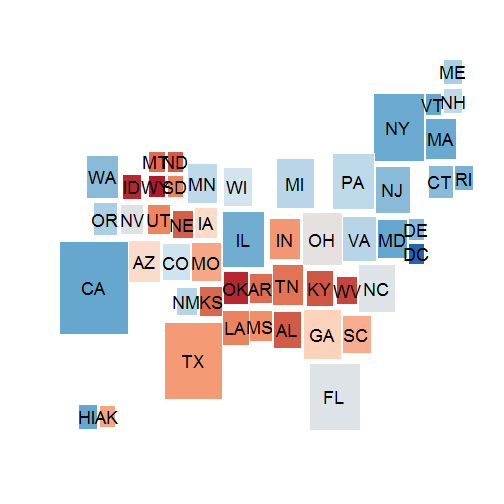 ME
VT NH
NY MA
WA MT ND
ID WY SD MN WI MI PA NJ CT RI
OR NV UT NE IA IL IN OH VA MD DE
DC
CA AZ CO MO
NM KS OK AR TN KY WV NC
TX LA MS AL GA SC
FL
HI AK